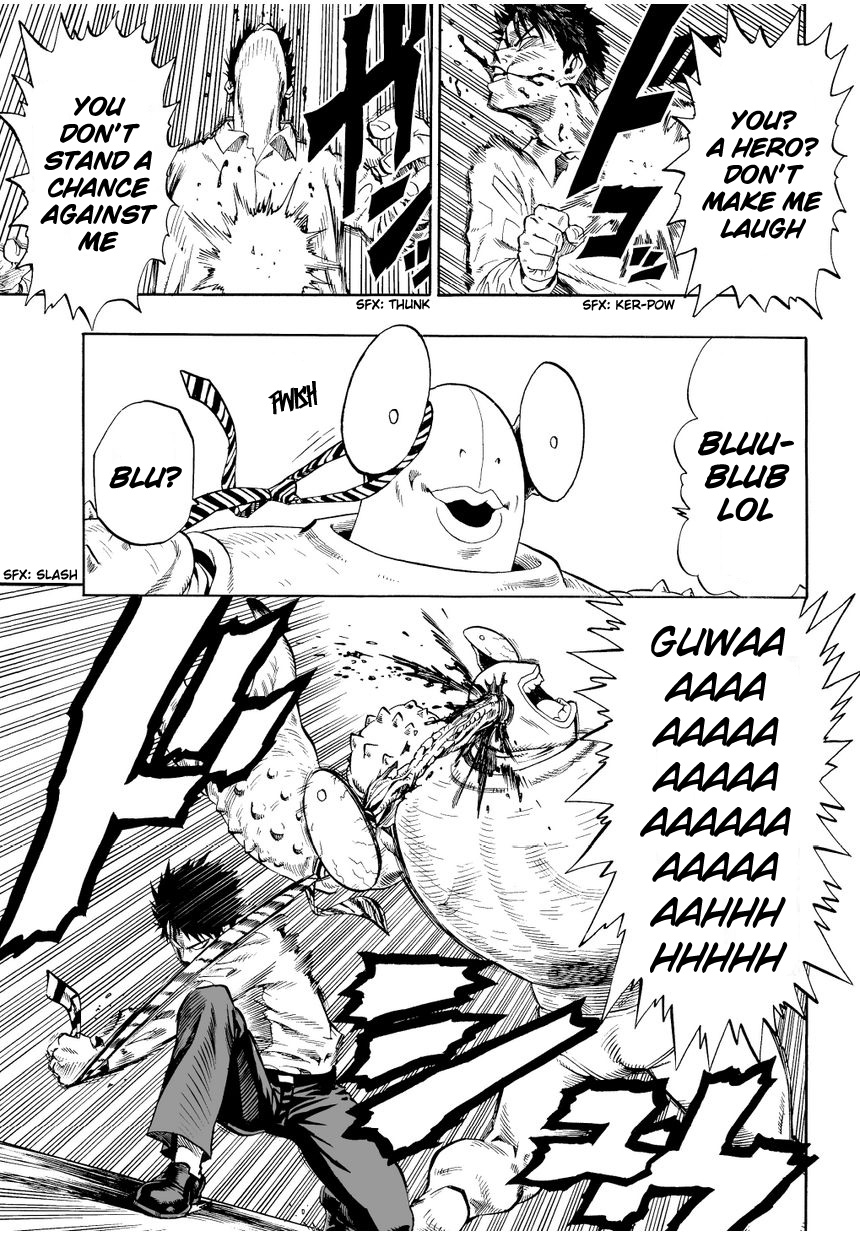 YOU?
A HERO?
DON'T
MAKE ME
LAUGH
SFX: KER-POW
YOU
DON'T
STAND A
CHANCE
AGAINST
ME
SFX: THUNK
BLUU-
BLUB
LOL
FWISH
BLU?
SFX: SLASH
GUWAA
AAAA
AAAAA
AAAAA
AAAAAA
AAAAA
AAHHH
HHHHH